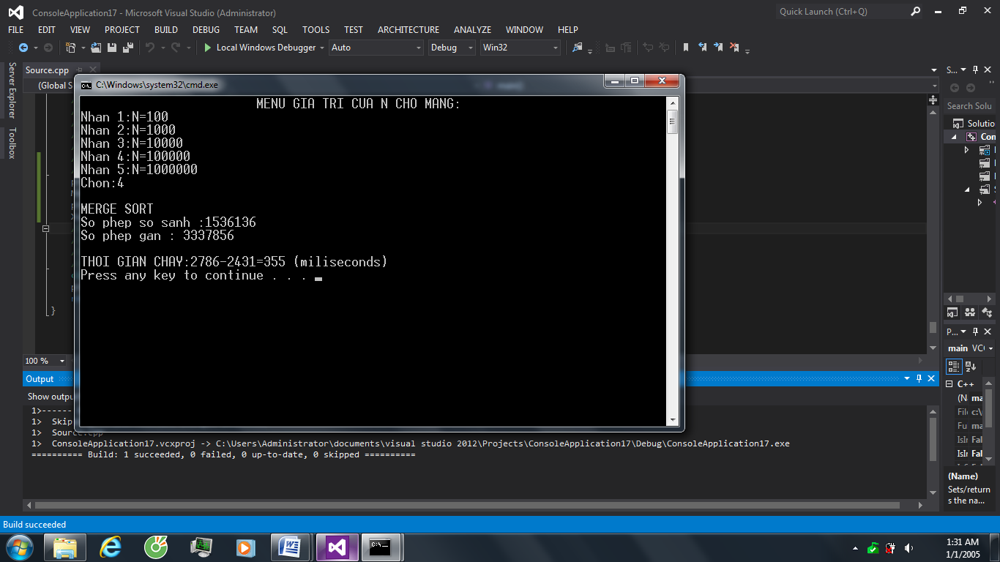 ConsoleApplication17 - Microsoft Visual Studio (Administrator)
Quick Launch (Ctrl+Q)
FILE EDIT VIEW PROJECT BUILD DEBUG TEAM SQL TOOLS TEST ARCHITECTURE ANALYZE WINDOW HELP
Local Windows Debugger Auto Debug Win32
Server Explorer
Toolbox
Source.cpp
(Global S
C:\Windows\system32\cmd.exe
MENU GIA TRI CUA N CHO MANG:
Nhan 1:N=100
Nhan 2:N=1000
Nhan 3:N=10000
Nhan 4:N=100000
Nhan 5:N=1000000
Chon:4
MERGE SORT
So phep so sanh :1536136
So phep gan : 3337856
THOI GIAN CHAY:2786-2431=355 (miliseconds)
Press any key to continue . . .
}
100 %
S...
Search Solu
Solutio
Con
P...
main VC
C++
(N ma
File c:\
Fu ma
IsIr Fal
IsIr Fal
(Name)
Sets/return
s the na...
Output
Show outpu
1>------
1> Skip
1> Source.cpp
1> ConsoleApplication17.vcxproj -> C:\Users\Administrator\documents\visual studio 2012\Projects\ConsoleApplication17\Debug\ConsoleApplication17.exe
========== Build: 1 succeeded, 0 failed, 0 up-to-date, 0 skipped ==========
Build succeeded
1:31 AM
1/1/2005